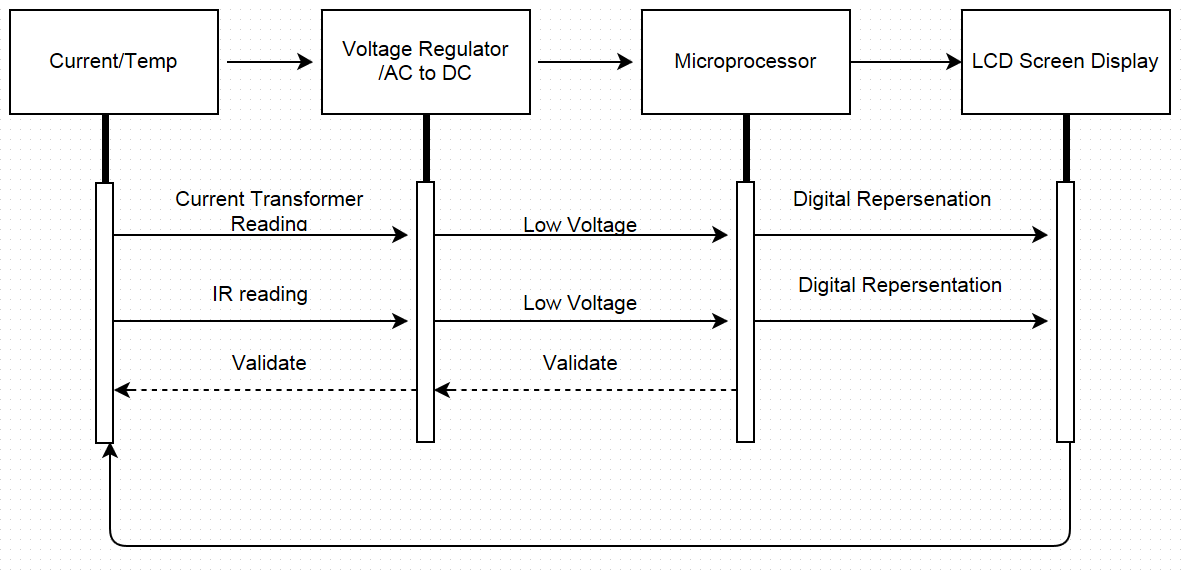 Current/Temp
Voltage Regulator
/AC to DC
Microprocessor
LCD Screen Display
Current Transformer
Reading
Low Voltage
Digital Repersenation
IR reading
Low Voltage
Digital Repersentation
Validate
Validate